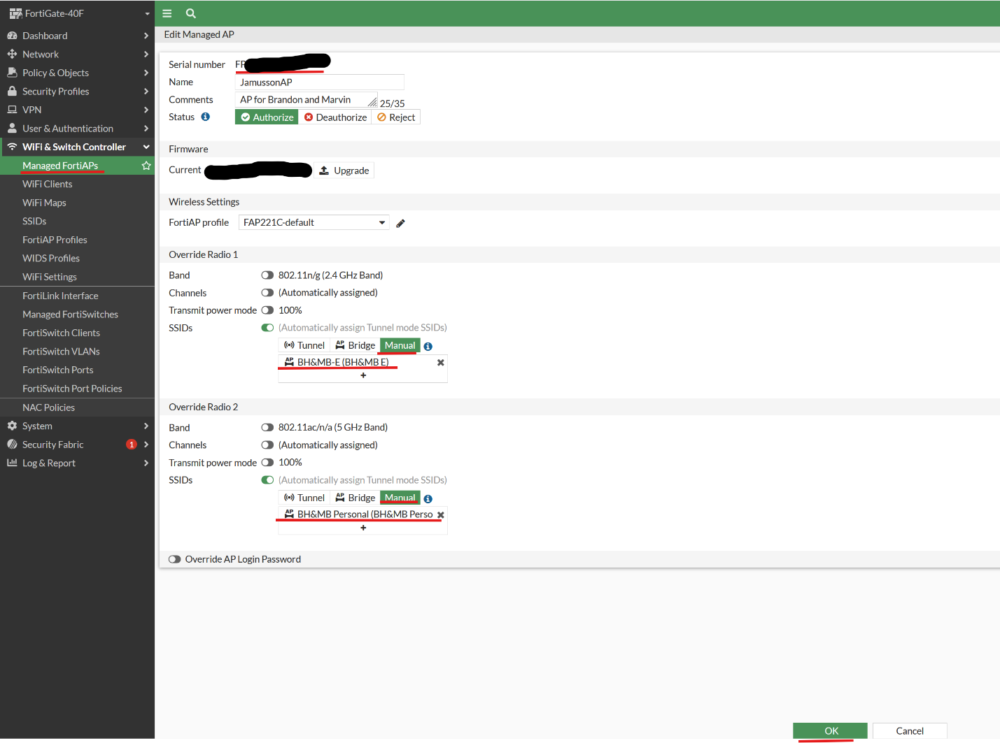 FortiGate-40F
Dashboard
Network
Policy & Objects
Security Profiles
VPN
User & Authentication
WiFi & Switch Controller
Managed FortiAPs
WiFi Clients
WiFi Maps
SSIDs
FortiAP Profiles
WIDS Profiles
WiFi Settings
FortiLink Interface
Managed FortiSwitches
FortiSwitch Clients
FortiSwitch VLANs
FortiSwitch Ports
FortiSwitch Port Policies
NAC Policies
System
Security Fabric 1
Log & Report
Edit Managed AP
Serial number
Name JamussonAP
Comments AP for Brandon and Marvin 25/35
Status Authorize Deauthorize Reject
Firmware
Current Upgrade
Wireless Settings
FortiAP profile FAP221C-default
Override Radio 1
Band 802.11n/g (2.4 GHz Band)
Channels (Automatically assigned)
Transmit power mode 100%
SSIDs (Automatically assign Tunnel mode SSIDs)
Tunnel AP Bridge Manual
AP BH&MB-E (BH&MB E)
+
Override Radio 2
Band 802.11ac/n/a (5 GHz Band)
Channels (Automatically assigned)
Transmit power mode 100%
SSIDs (Automatically assign Tunnel mode SSIDs)
Tunnel AP Bridge Manual
AP BH&MB Personal (BH&MB Perso
+
Override AP Login Password
OK Cancel